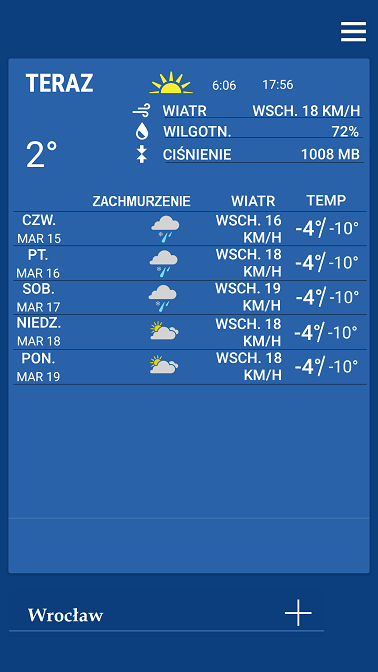 TERAZ 6:06 17:56
WIATR WSCH. 18 KM/H
WILGOTN. 72%
2°
CIŚNIENIE 1008 MB
ZACHMURZENIE WIATR TEMP
CZW. WSCH. 16 KM/H -4°/-10°
MAR 15
PT. WSCH. 18 KM/H -4°/-10°
MAR 16
SOB. WSCH. 19 KM/H -4°/-10°
MAR 17
NIEDZ. WSCH. 18 KM/H -4°/-10°
MAR 18
PON. WSCH. 18 KM/H -4°/-10°
MAR 19
Wrocław